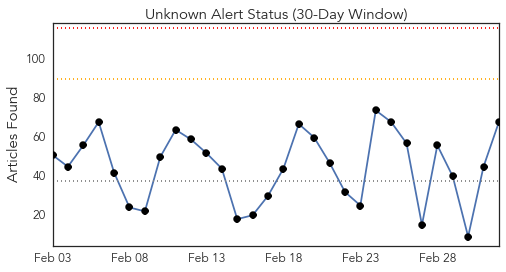 Unknown Alert Status (30-Day Window)
Articles Found
100
80
60
40
20
Feb 03 Feb 08 Feb 13 Feb 18 Feb 23 Feb 28